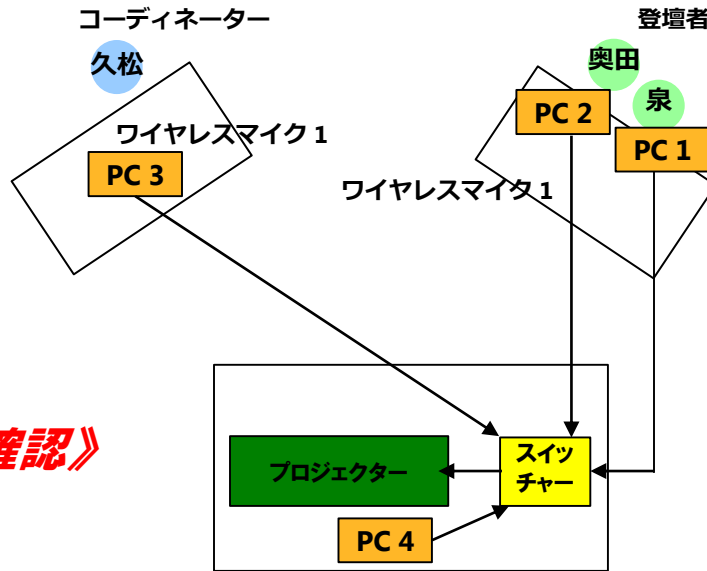 コーディネーター
登壇者
久松
奥田
泉
PC 2
ワイヤレスマイク 1
PC 1
PC 3
ワイヤレスマイク 1
確認》
プロジェクター
スイッ
チャー
PC 4